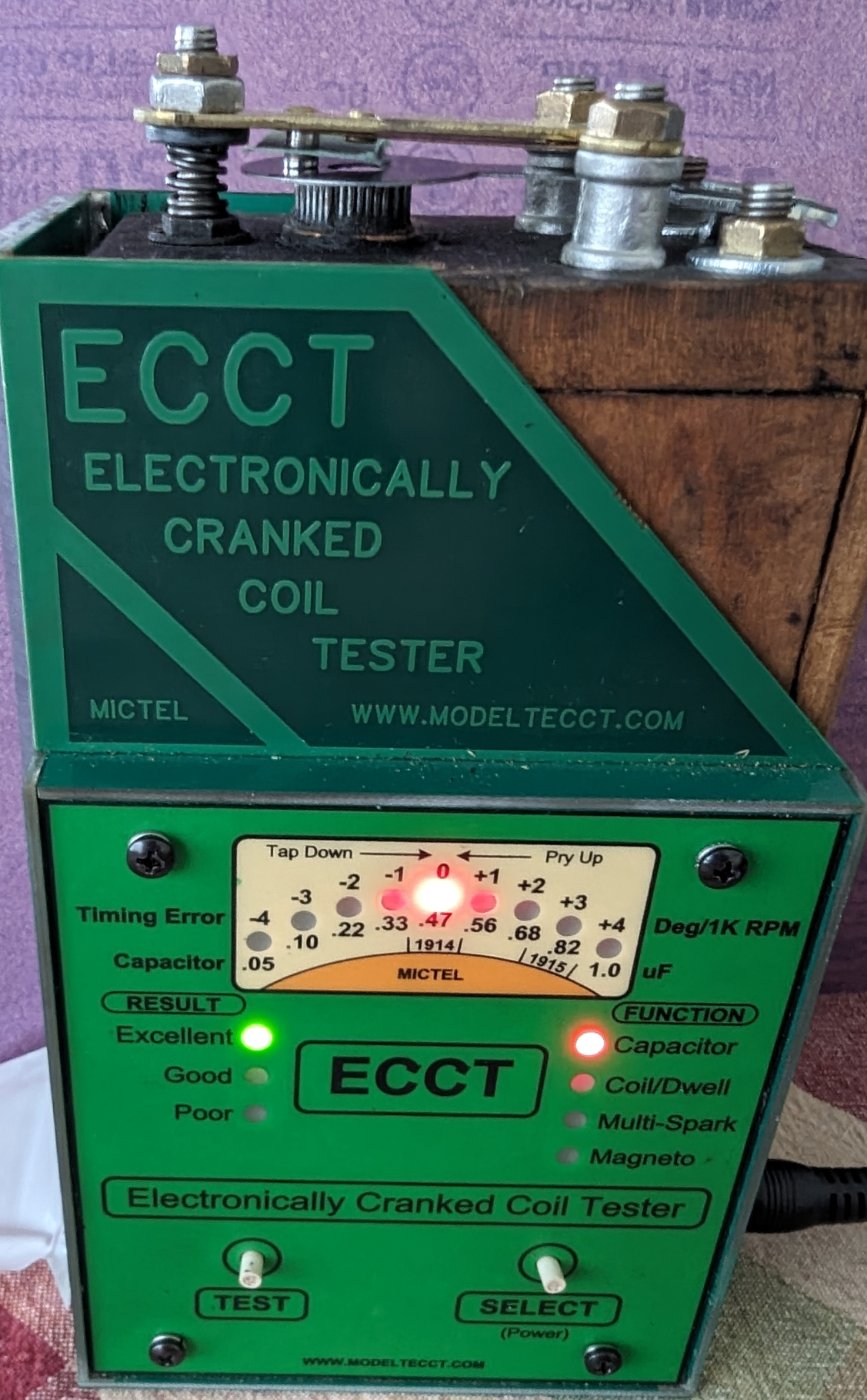 ECCT
ELECTRONICALLY
CRANKED
COIL
TESTER
MICTEL
WWW.MODELTECCT.COM
Tap Down
Pry Up
Timing Error
-4 -3 -2 -1 0 +1 +2 +3 +4
Deg/1K RPM
Capacitor
.05 .10 .22 .33 .47 .56 .68 .82 1.0
uF
1914
1915
MICTEL
RESULT
Excellent
Good
Poor
FUNCTION
Capacitor
Coil/Dwell
Multi-Spark
Magneto
ECCT
Electronically Cranked Coil Tester
TEST
SELECT
(Power)
WWW.MODELTECCT.COM